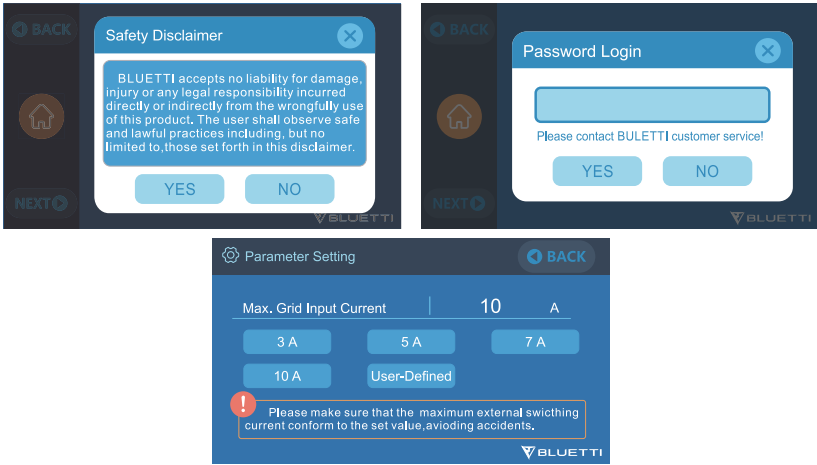 BACK
Safety Disclaimer
BLUETTI accepts no liability for damage,
injury or any legal responsibility incurred
directly or indirectly from the wrongfully use
of this product. The user shall observe safe
and lawful practices including, but no
limited to,those set forth in this disclaimer.
YES NO
NEXT
BLUETTI
BACK
Password Login
Please contact BULETTI customer service!
YES NO
NEXT
BLUETTI
Parameter Setting
BACK
Max. Grid Input Current | 10 A
3 A 5 A 7 A
10 A User-Defined
! Please make sure that the maximum external swicthing
current conform to the set value,avioding accidents.
BLUETTI